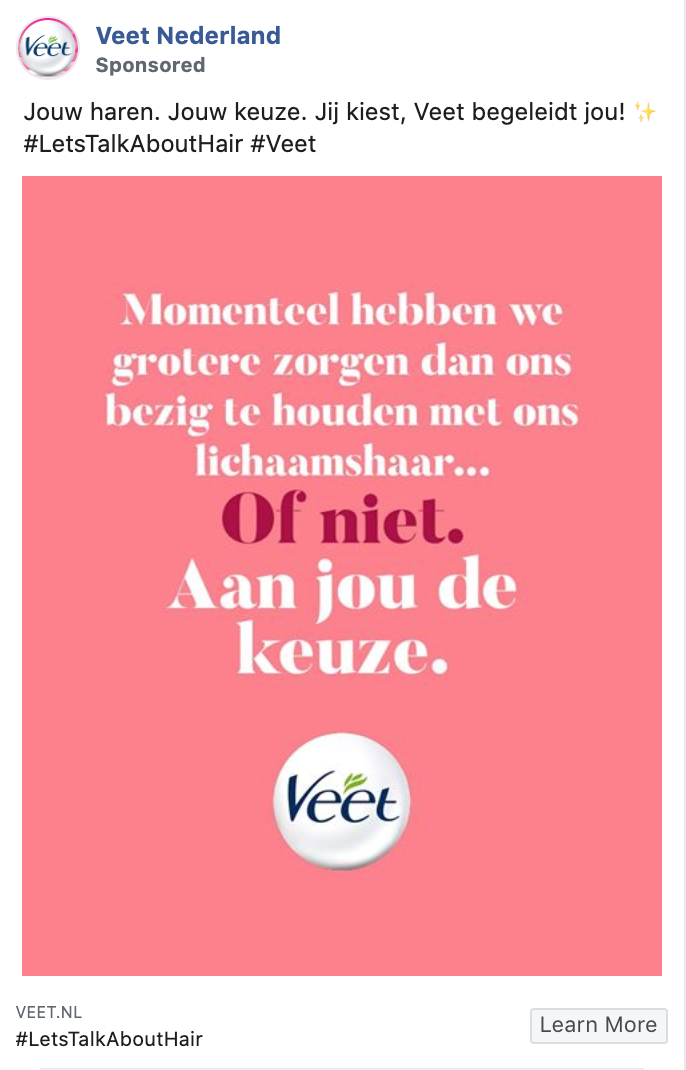 Veet
Veet Nederland
Sponsored
Jouw haren. Jouw keuze. Jij kiest, Veet begeleidt jou! ✨
#LetsTalkAboutHair #Veet
Momenteel hebben we
grotere zorgen dan ons
bezig te houden met ons
lichaamshaar...
Of niet.
Aan jou de
keuze.
Veet
VEET.NL
#LetsTalkAboutHair
Learn More